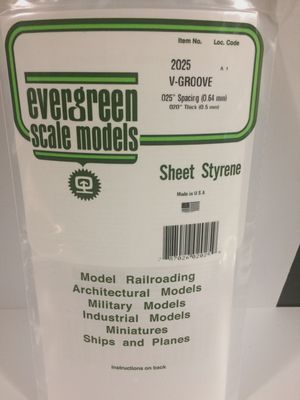 Item No. Loc. Code
2025 A 1
V-GROOVE
.025" Spacing (0.64 mm)
.020" Thick (0.5 mm)
evergreen
scale models
Sheet Styrene
Made in U.S.A
Model Railroading
Architectural Models
Military Models
Industrial Models
Miniatures
Ships and Planes
Instructions on back